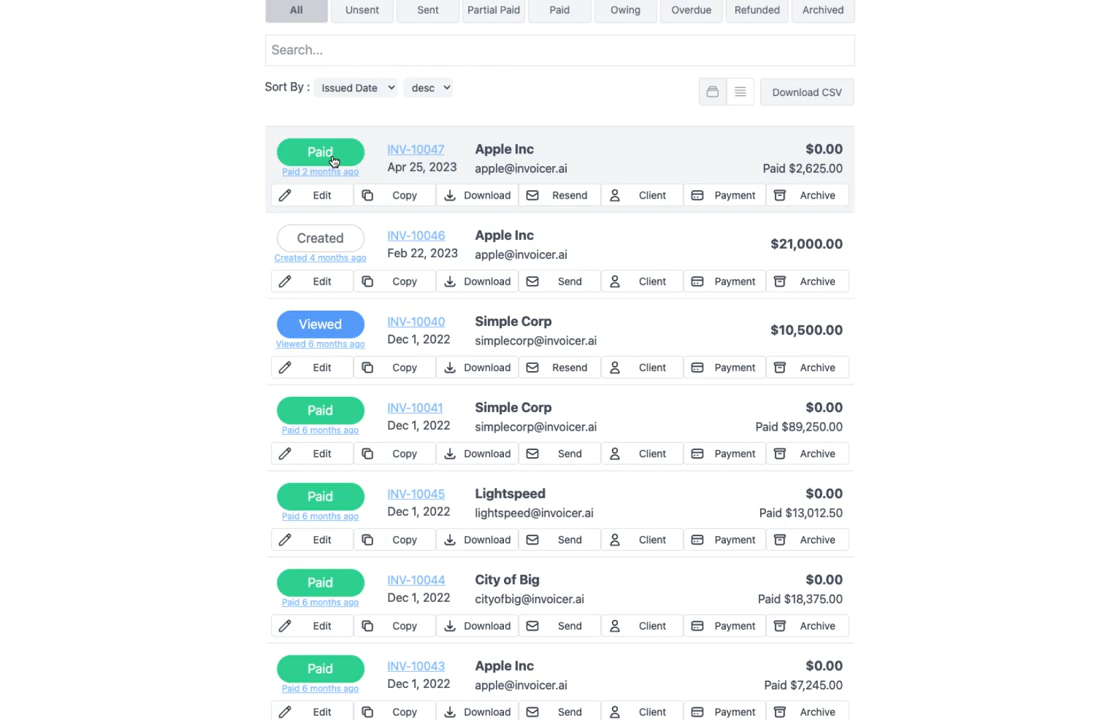 All Unsent Sent Partial Paid Paid Owing Overdue Refunded Archived
Search...
Sort By : Issued Date desc Download CSV
Paid INV-10047 Apple Inc $0.00
Paid 2 months ago Apr 25, 2023 apple@invoicer.ai Paid $2,625.00
Edit Copy Download Resend Client Payment Archive
Created INV-10046 Apple Inc $21,000.00
Created 4 months ago Feb 22, 2023 apple@invoicer.ai
Edit Copy Download Send Client Payment Archive
Viewed INV-10040 Simple Corp $10,500.00
Viewed 6 months ago Dec 1, 2022 simplecorp@invoicer.ai
Edit Copy Download Resend Client Payment Archive
Paid INV-10041 Simple Corp $0.00
Paid 6 months ago Dec 1, 2022 simplecorp@invoicer.ai Paid $89,250.00
Edit Copy Download Send Client Payment Archive
Paid INV-10045 Lightspeed $0.00
Paid 6 months ago Dec 1, 2022 lightspeed@invoicer.ai Paid $13,012.50
Edit Copy Download Send Client Payment Archive
Paid INV-10044 City of Big $0.00
Paid 6 months ago Dec 1, 2022 cityofbig@invoicer.ai Paid $18,375.00
Edit Copy Download Send Client Payment Archive
Paid INV-10043 Apple Inc $0.00
Paid 6 months ago Dec 1, 2022 apple@invoicer.ai Paid $7,245.00
Edit Copy Download Send Client Payment Archive